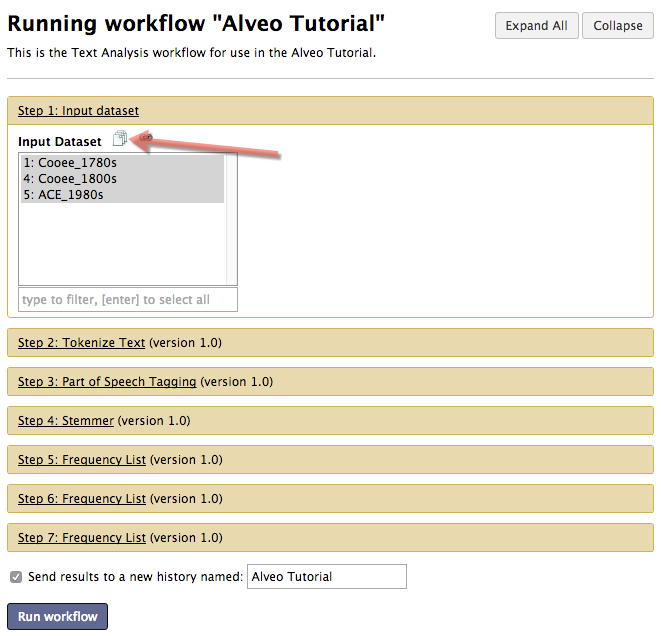 Running workflow "Alveo Tutorial"
Expand All
Collapse
This is the Text Analysis workflow for use in the Alveo Tutorial.
Step 1: Input dataset
Input Dataset
1: Cooee_1780s
4: Cooee_1800s
5: ACE_1980s
type to filter, [enter] to select all
Step 2: Tokenize Text (version 1.0)
Step 3: Part of Speech Tagging (version 1.0)
Step 4: Stemmer (version 1.0)
Step 5: Frequency List (version 1.0)
Step 6: Frequency List (version 1.0)
Step 7: Frequency List (version 1.0)
Send results to a new history named: Alveo Tutorial
Run workflow